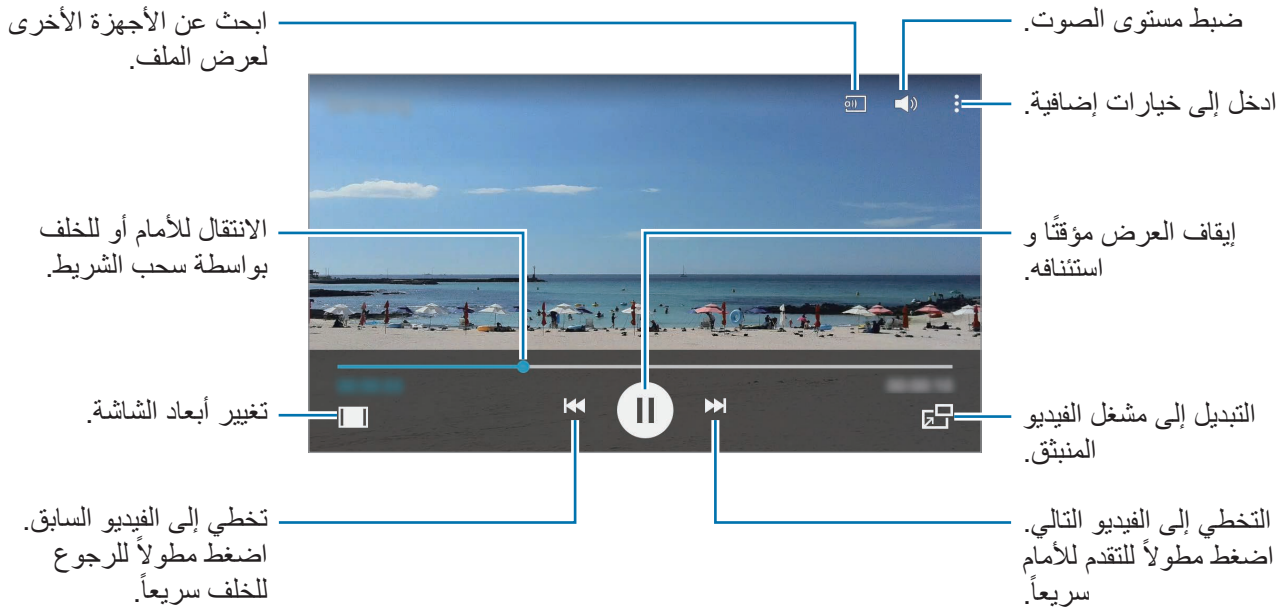 ضبط مستوى الصوت.
ادخل إلى خيارات إضافية.
إيقاف العرض مؤقتًا و
استئنافه.
التبديل إلى مشغل الفيديو
المنبثق.
التخطي إلى الفيديو التالي.
اضغط مطولاً للتقدم للأمام
سريعاً.
ابحث عن الأجهزة الأخرى
لعرض الملف.
الانتقال للأمام أو للخلف
بواسطة سحب الشريط.
تغيير أبعاد الشاشة.
تخطي إلى الفيديو السابق.
اضغط مطولاً للرجوع
للخلف سريعاً.